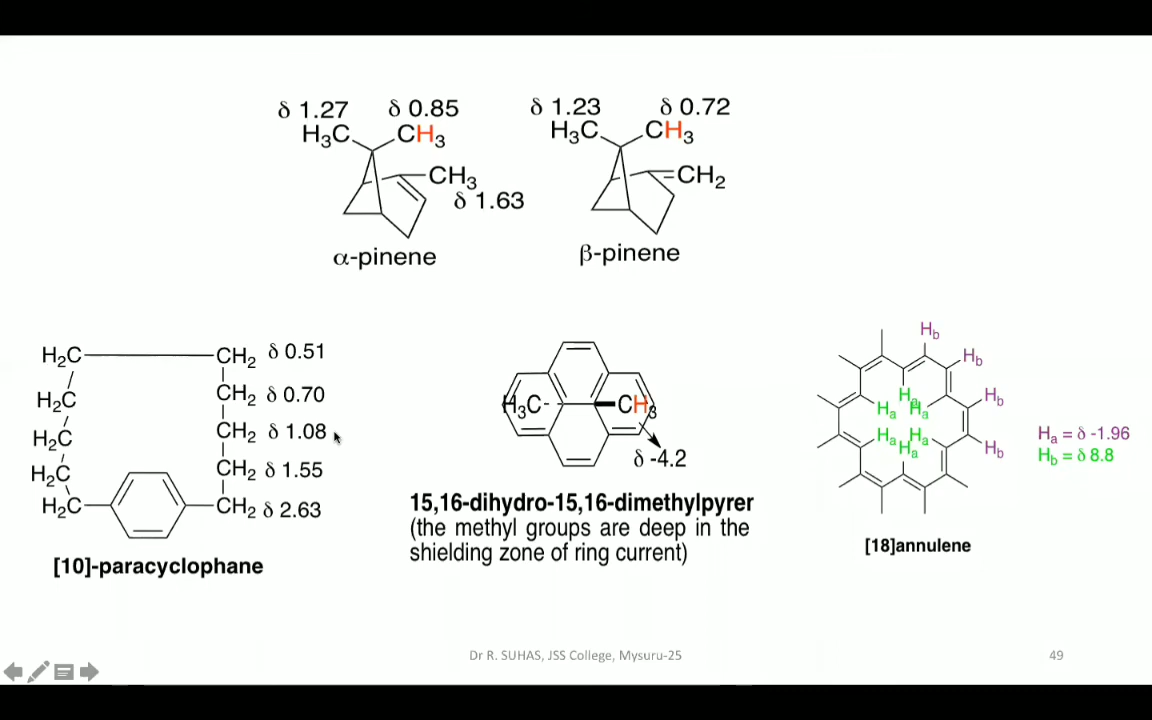 δ 1.27 δ 0.85
H₃C CH₃
CH₃
δ 1.63
α-pinene
δ 1.23 δ 0.72
H₃C CH₃
CH₂
β-pinene
H₂C CH₂ δ 0.51
H₂C CH₂ δ 0.70
H₂C CH₂ δ 1.08
H₂C CH₂ δ 1.55
H₂C CH₂ δ 2.63
[10]-paracyclophane
H₃C CH₃
δ -4.2
15,16-dihydro-15,16-dimethylpyrer
(the methyl groups are deep in the
shielding zone of ring current)
Hb
Hb
Ha Ha Ha Hb
Ha Ha Ha Hb
Ha = δ -1.96
Hb = δ 8.8
[18]annulene
Dr R. SUHAS, JSS College, Mysuru-25 49